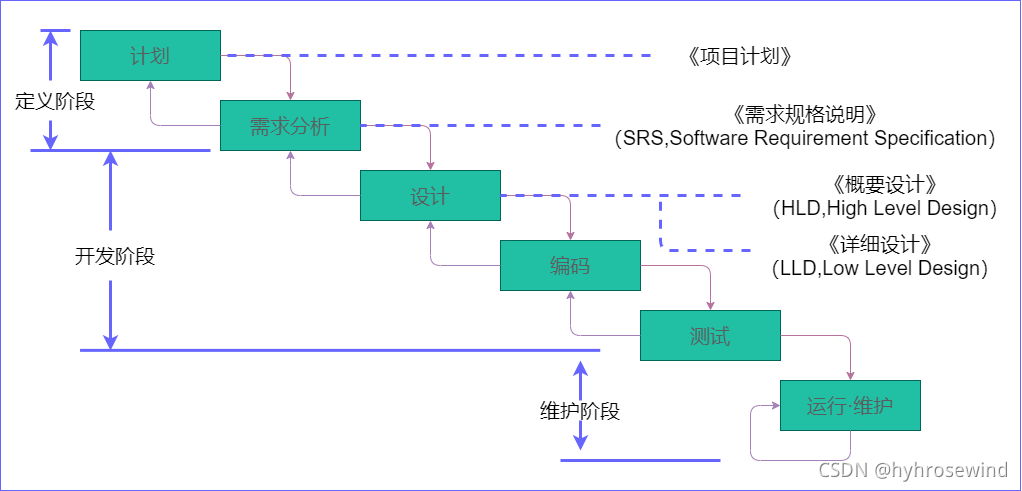 计划
《项目计划》
定义阶段
需求分析
《需求规格说明》
(SRS,Software Requirement Specification)
设计
《概要设计》
(HLD,High Level Design)
开发阶段
编码
《详细设计》
(LLD,Low Level Design)
测试
维护阶段
运行·维护
CSDN @hyhrosewind